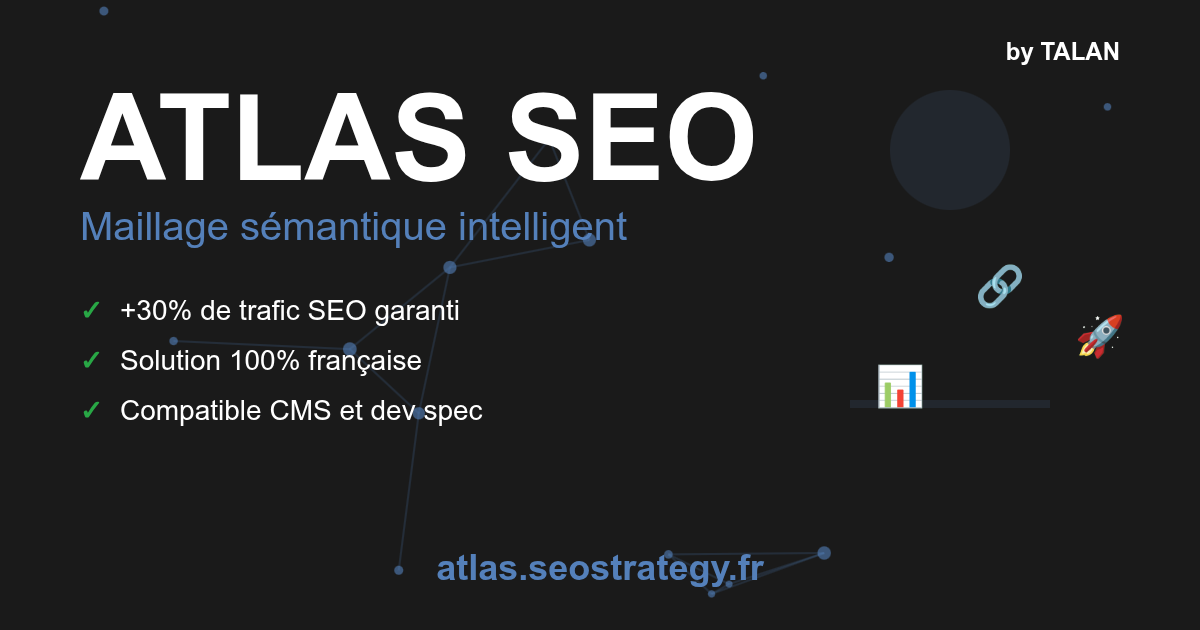 by TALAN
ATLAS SEO
Maillage sémantique intelligent
✓ +30% de trafic SEO garanti
✓ Solution 100% française
✓ Compatible CMS et dev spec
atlas.seostrategy.fr